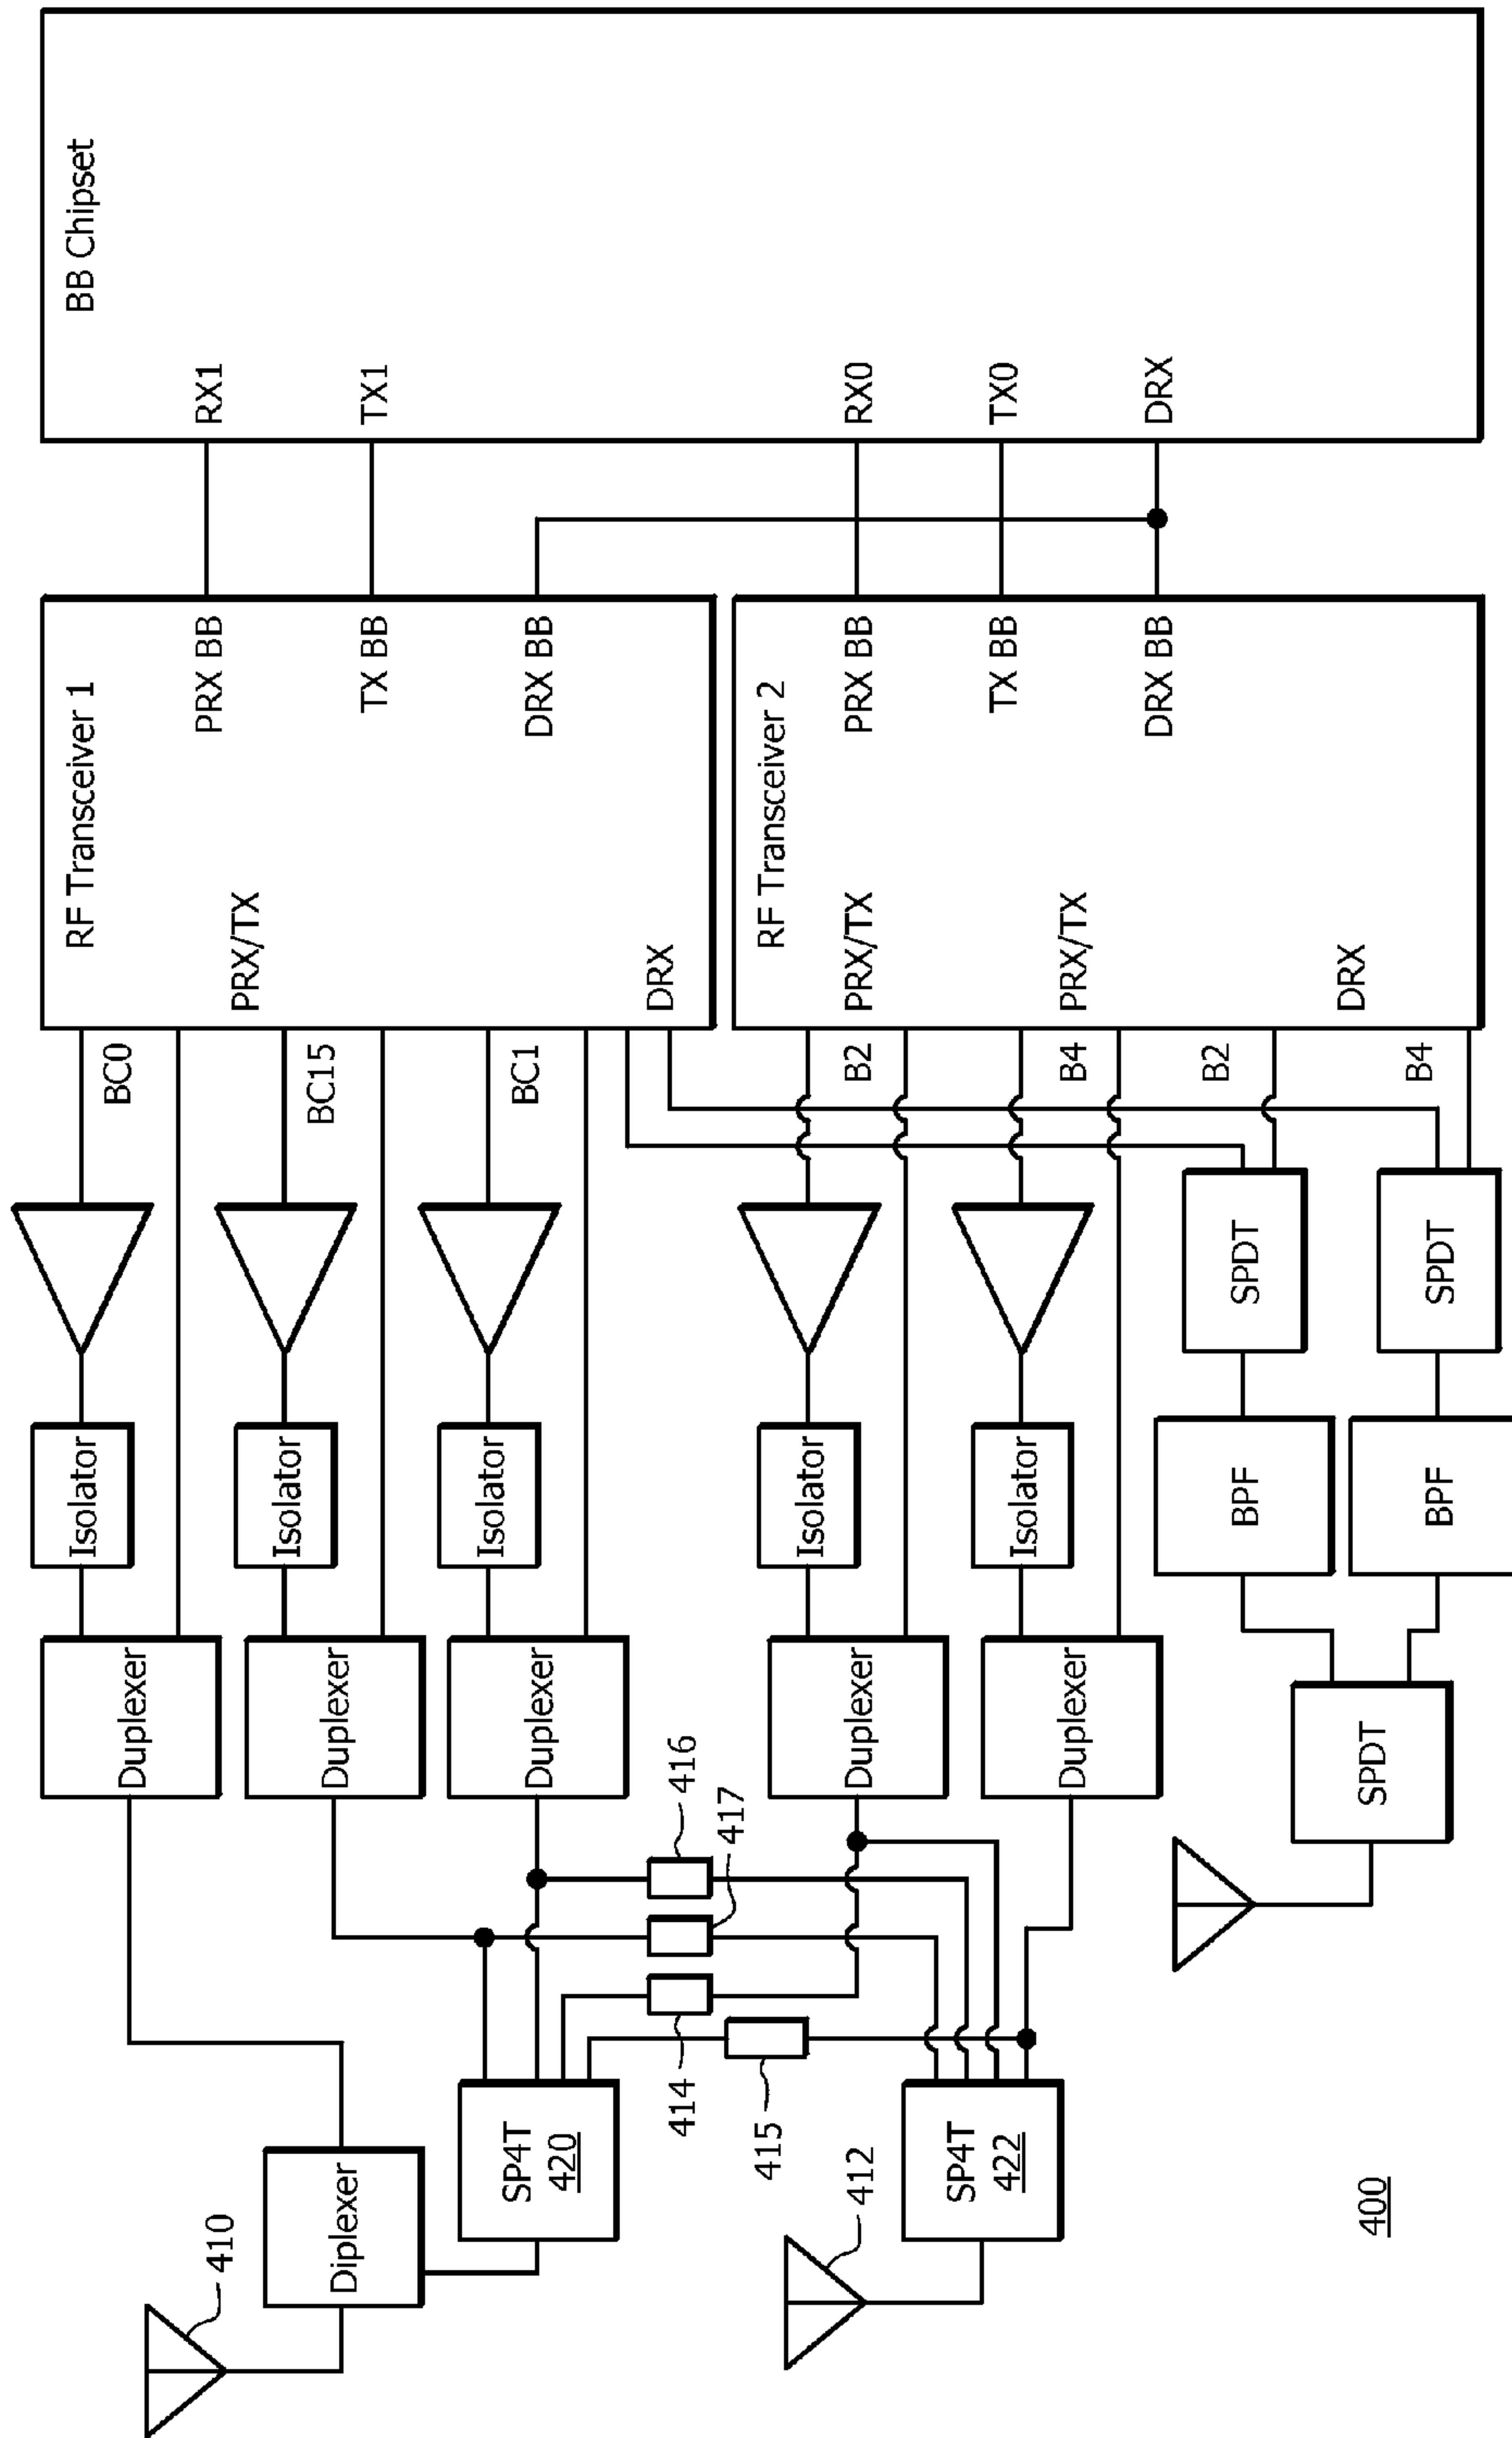 BB Chipset
RX1
TX1
RX0
TX0
DRX
RF Transceiver 1
PRX BB
TX BB
DRX BB
PRX/TX
DRX
RF Transceiver 2
PRX BB
TX BB
DRX BB
PRX/TX
PRX/TX
DRX
BC0
BC15
BC1
B2
B4
B2
B4
SPDT
SPDT
Isolator
Isolator
Isolator
Isolator
Isolator
BPF
BPF
Duplexer
Duplexer
Duplexer
Duplexer
Duplexer
SPDT
416
417
414
415
SP4T
420
SP4T
422
Diplexer
410
412
400